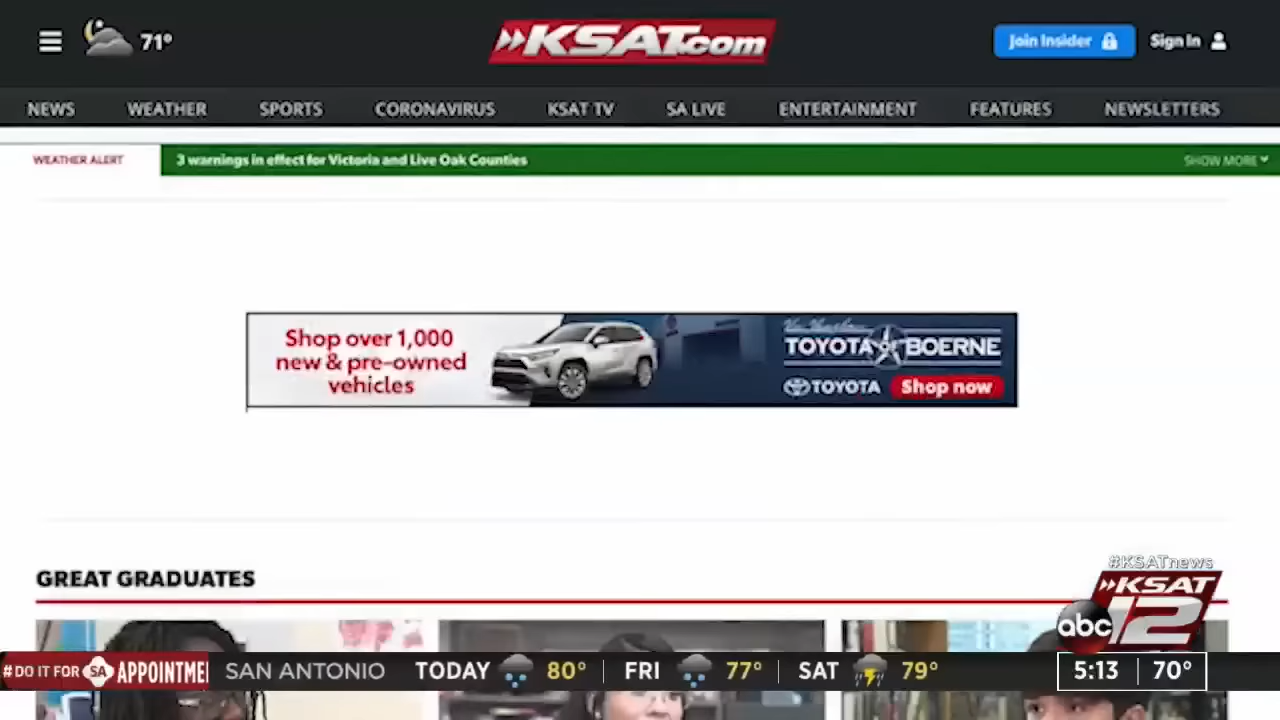 71°
KSAT.com
Join Insider
Sign In
NEWS WEATHER SPORTS CORONAVIRUS KSAT TV SA LIVE ENTERTAINMENT FEATURES NEWSLETTERS
WEATHER ALERT
3 warnings in effect for Victoria and Live Oak Counties
SHOW MORE
Shop over 1,000
new & pre-owned
vehicles
TOYOTA OF BOERNE
TOYOTA
Shop now
GREAT GRADUATES
#KSATnews
KSAT
abc 12
#DO IT FOR SA APPOINTME
SAN ANTONIO TODAY 80° FRI 77° SAT 79°
5:13 70°